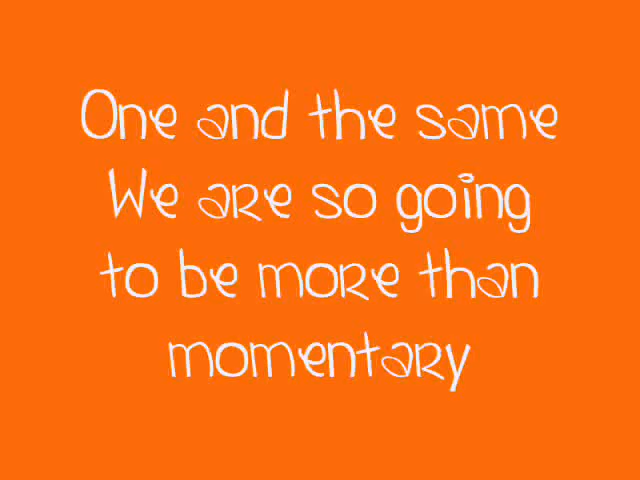 One and the same
We are so going
to be more than
momentary